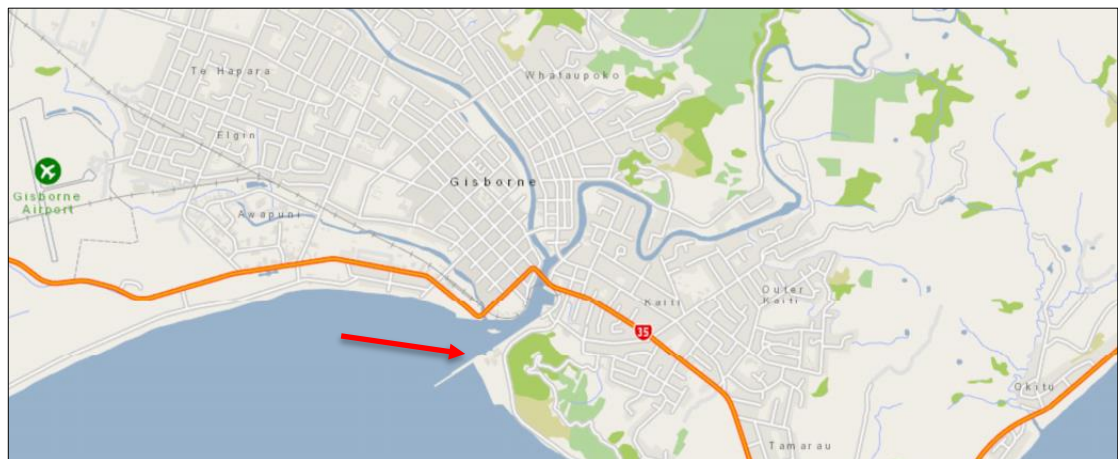 Te Hapara
Whataupoko
Elgin
Gisborne
Gisborne
Airport
Awapuni
Outer
Kaiti
Kaiti
35
Okitu
Tamarau